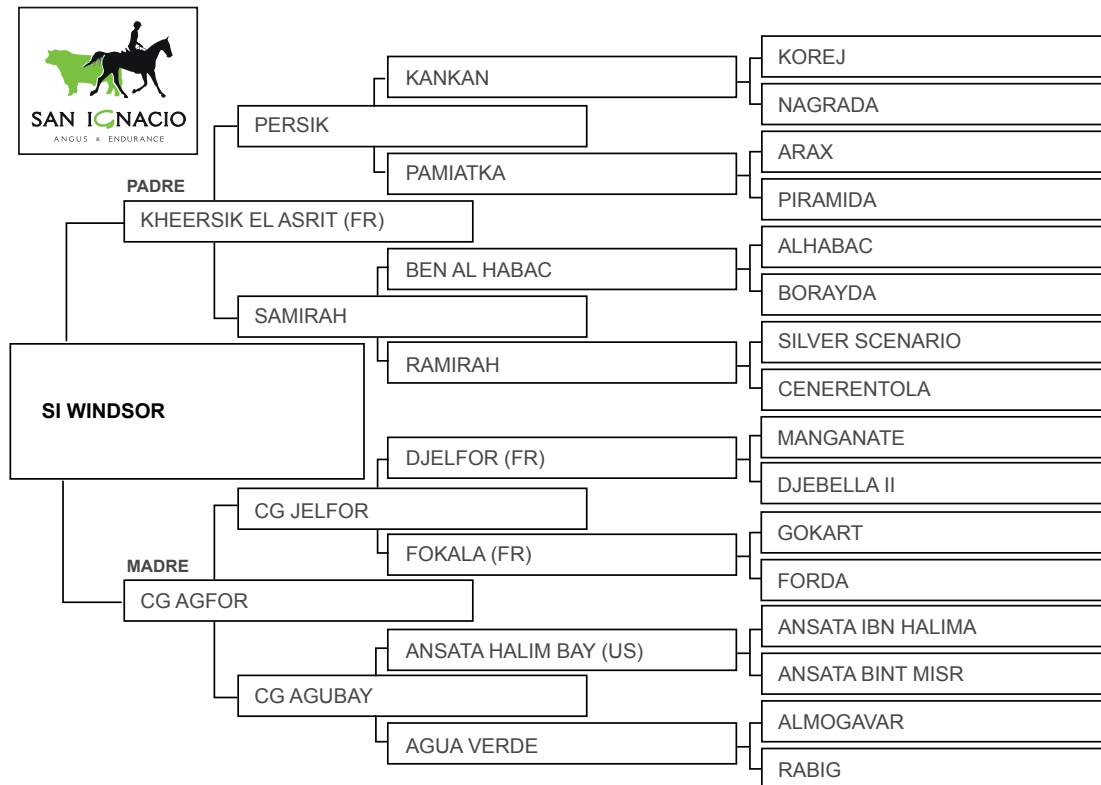 SAN IGNACIO
ANGUS & ENDURANCE
KOREJ
KANKAN
NAGRADA
PERSIK
ARAX
PAMIATKA
PIRAMIDA
PADRE
KHEERSIK EL ASRIT (FR)
ALHABAC
BEN AL HABAC
BORAYDA
SAMIRAH
SILVER SCENARIO
RAMIRAH
CENERENTOLA
SI WINDSOR
MANGANATE
DJELFOR (FR)
DJEBELLA II
CG JELFOR
GOKART
FOKALA (FR)
FORDA
MADRE
CG AGFOR
ANSATA IBN HALIMA
ANSATA HALIM BAY (US)
ANSATA BINT MISR
CG AGUBAY
ALMOGAVAR
AGUA VERDE
RABIG